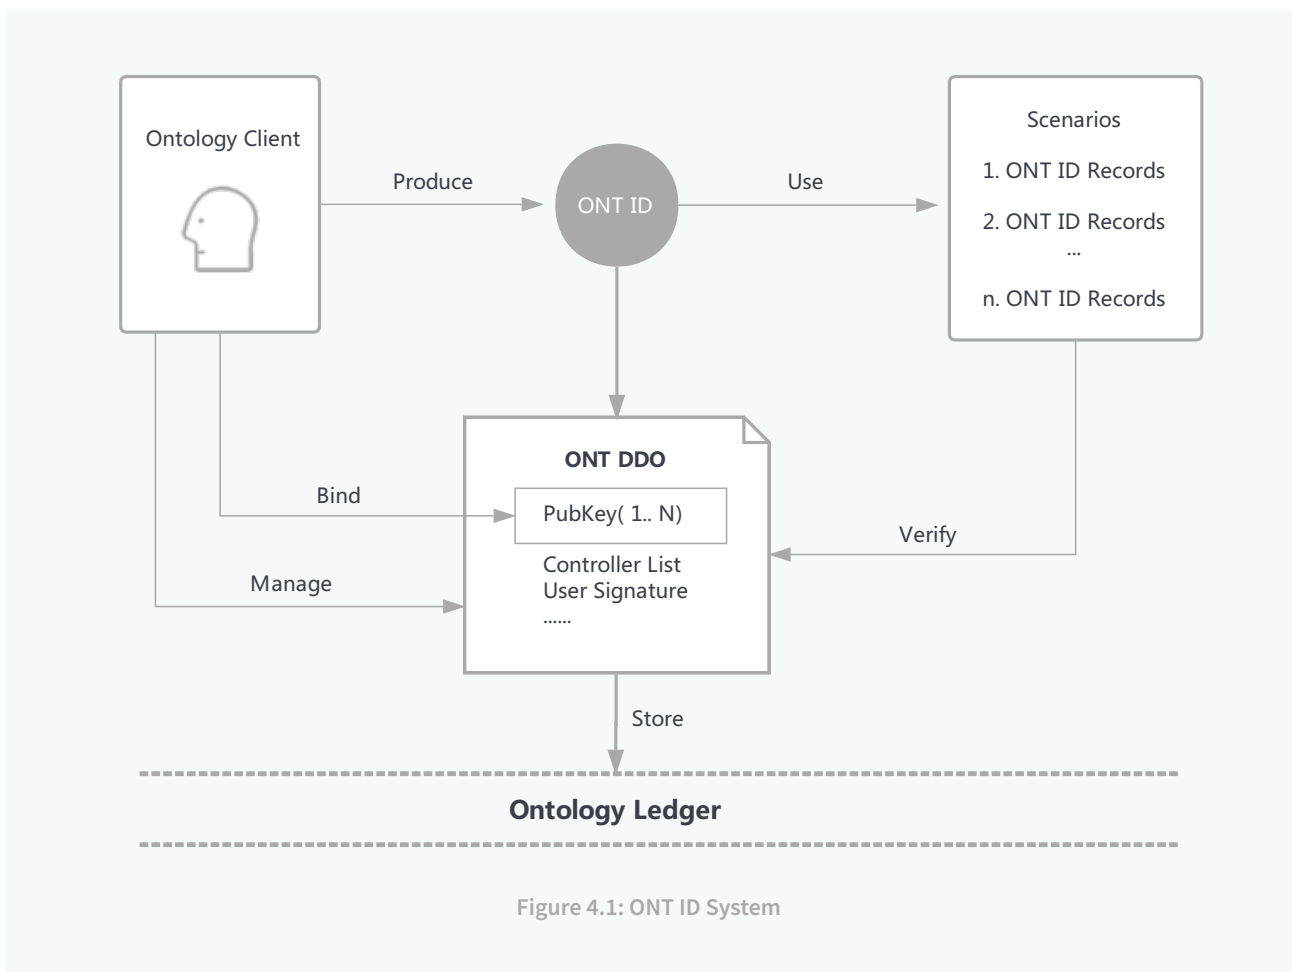 Ontology Client
Produce
ONT ID
Use
Scenarios
1. ONT ID Records
2. ONT ID Records
...
n. ONT ID Records
ONT DDO
Bind
PubKey( 1.. N)
Verify
Controller List
User Signature
......
Manage
Store
Ontology Ledger
Figure 4.1: ONT ID System